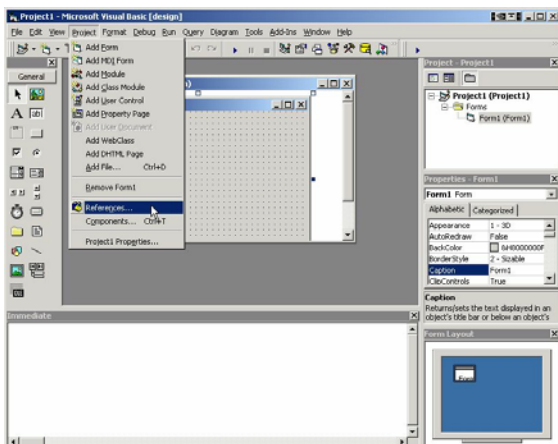 Project1 - Microsoft Visual Basic [design]
File Edit View Project Format Debug Run Query Diagram Tools Add-Ins Window Help
Add Form
Add MDI Form
Add Module
Add Class Module
Add User Control
Add Property Page
Add User Document
Add WebClass
Add DHTML Page
Add File... Ctrl+D
Remove Form1
References...
Components... Ctrl+T
Project1 Properties...
General
Project - Project1
Project1 (Project1)
Forms
Form1 (Form1)
Properties - Form1
Form1 Form
Alphabetic Categorized
Appearance 1 - 3D
AutoRedraw False
BackColor &H8000000F
BorderStyle 2 - Sizable
Caption Form1
ClipControls True
Caption
Returns/sets the text displayed in an
object's title bar or below an object's
Immediate
Form Layout
Form